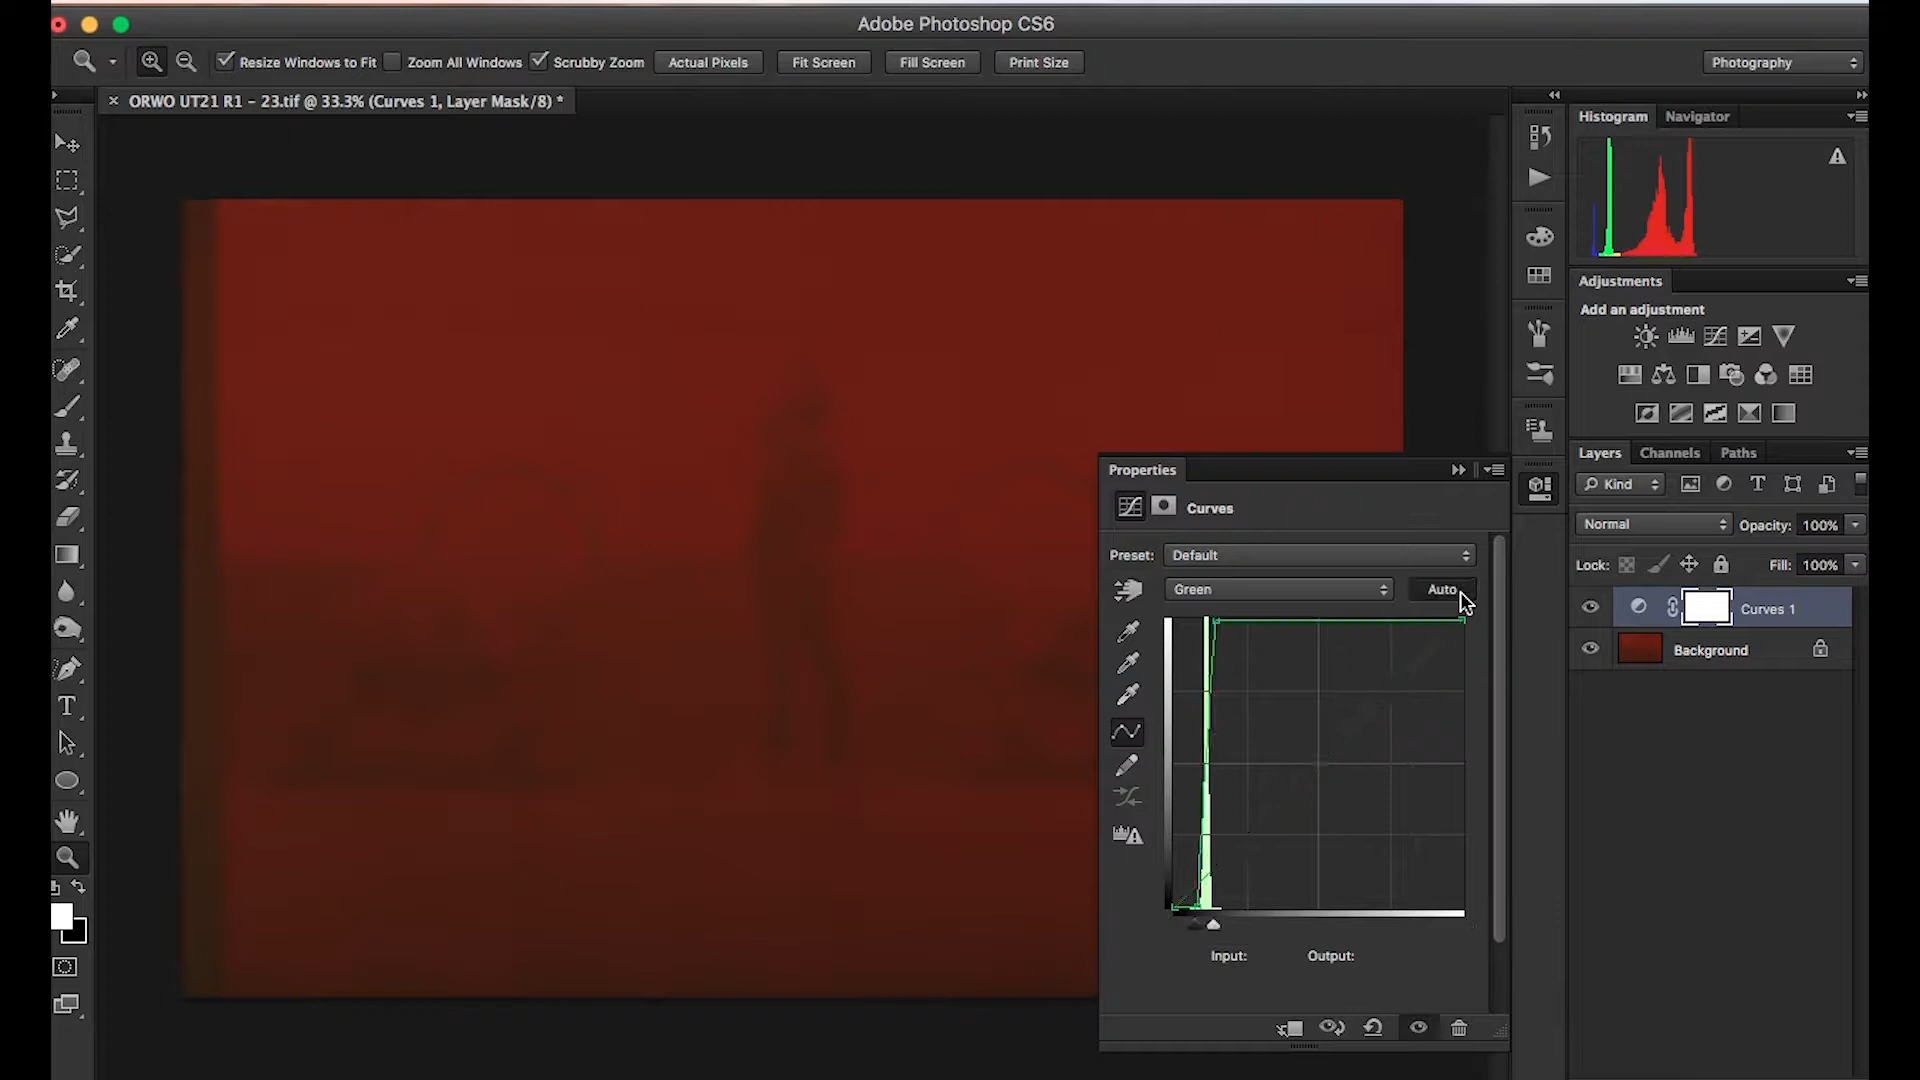 Adobe Photoshop CS6
Resize Windows to Fit Zoom All Windows Scrubby Zoom Actual Pixels Fit Screen Fill Screen Print Size Photography
× ORWO UT21 R1 - 23.tif @ 33.3% (Curves 1, Layer Mask/8) *
Histogram Navigator
Adjustments
Add an adjustment
Layers Channels Paths
Kind
Normal Opacity: 100%
Lock: Fill: 100%
Curves 1
Background
Properties
Curves
Preset: Default
Green Auto
Input: Output: